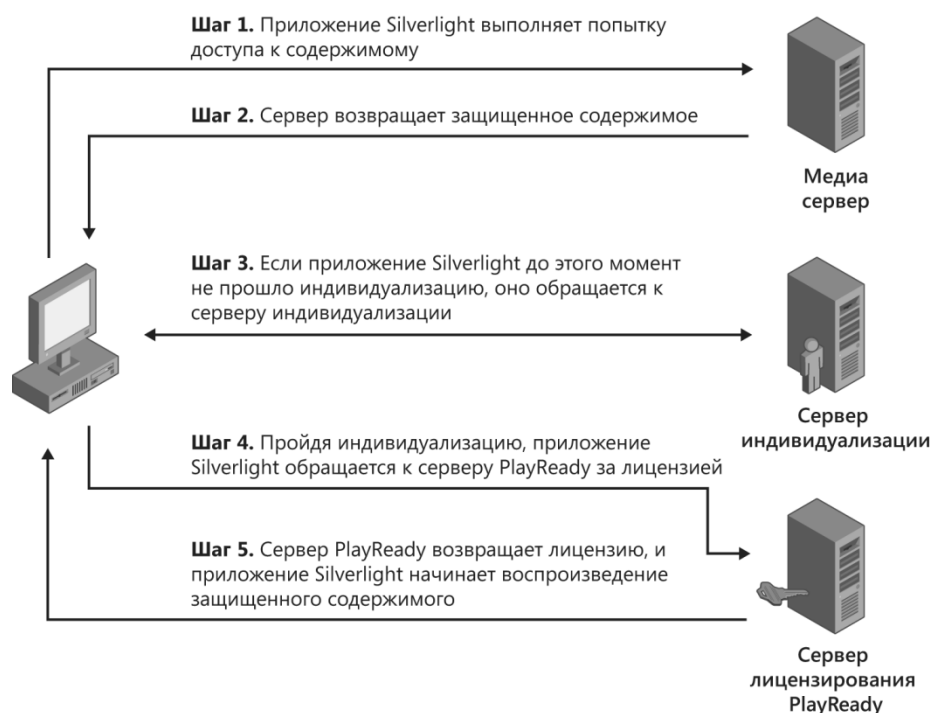 Шаг 1. Приложение Silverlight выполняет попытку
доступа к содержимому
Шаг 2. Сервер возвращает защищенное содержимое
Медиа
сервер
Шаг 3. Если приложение Silverlight до этого момент
не прошло индивидуализацию, оно обращается к
серверу индивидуализации
Сервер
индивидуализации
Шаг 4. Пройдя индивидуализацию, приложение
Silverlight обращается к серверу PlayReady за лицензией
Шаг 5. Сервер PlayReady возвращает лицензию, и
приложение Silverlight начинает воспроизведение
защищенного содержимого
Сервер
лицензирования
PlayReady